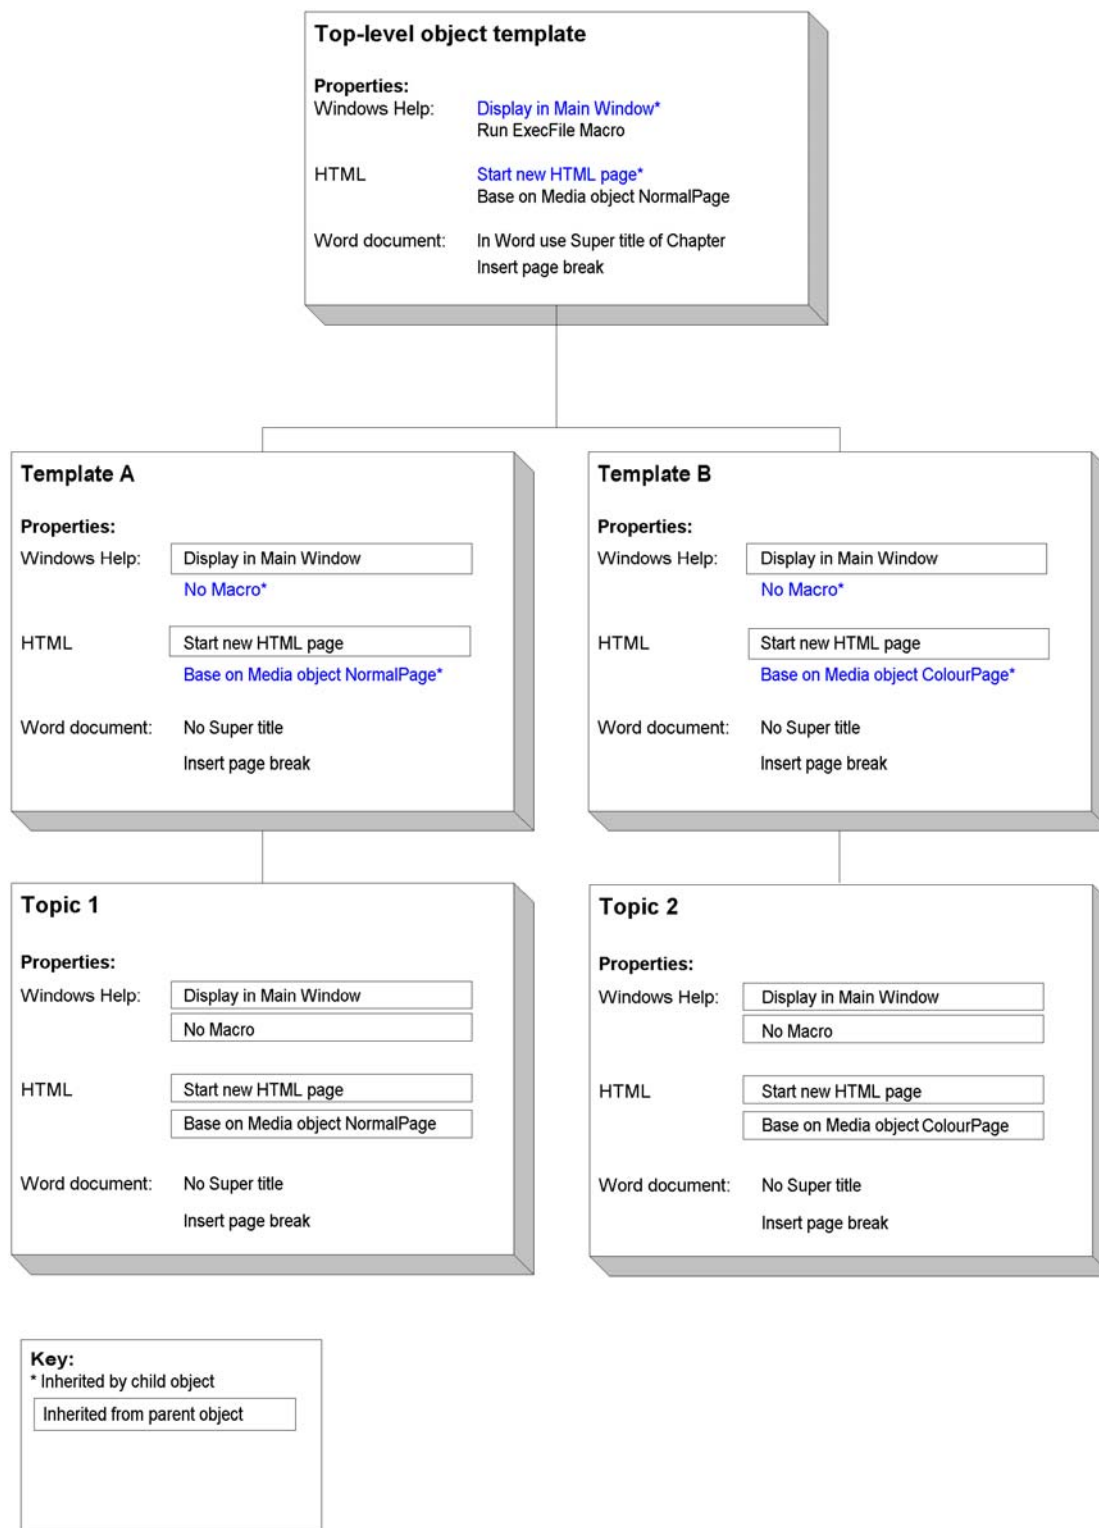 Top-level object template
Properties:
Windows Help: Display in Main Window*
Run ExecFile Macro
HTML Start new HTML page*
Base on Media object NormalPage
Word document: In Word use Super title of Chapter
Insert page break
Template A
Properties:
Windows Help: Display in Main Window
No Macro*
HTML Start new HTML page
Base on Media object NormalPage*
Word document: No Super title
Insert page break
Template B
Properties:
Windows Help: Display in Main Window
No Macro*
HTML Start new HTML page
Base on Media object ColourPage*
Word document: No Super title
Insert page break
Topic 1
Properties:
Windows Help: Display in Main Window
No Macro
HTML Start new HTML page
Base on Media object NormalPage
Word document: No Super title
Insert page break
Topic 2
Properties:
Windows Help: Display in Main Window
No Macro
HTML Start new HTML page
Base on Media object ColourPage
Word document: No Super title
Insert page break
Key:
* Inherited by child object
Inherited from parent object